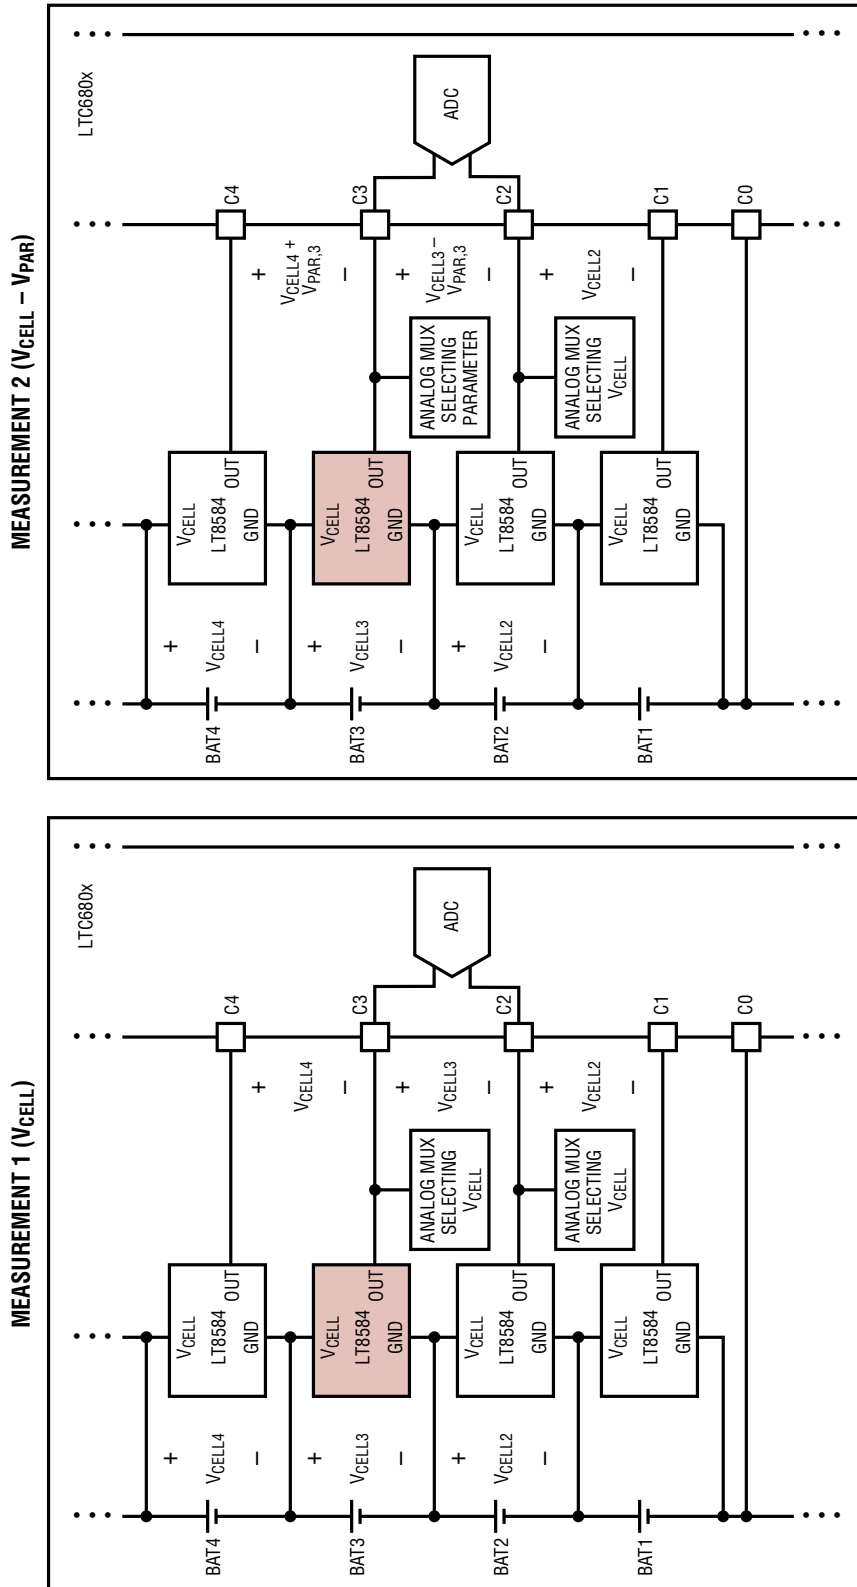 MEASUREMENT 1 (VCELL)
LTC680x
BAT4
+
VCELL4
–
VCELL
LT8584
GND
OUT
C4
+
VCELL4
–
BAT3
+
VCELL3
–
VCELL
LT8584
GND
OUT
ANALOG MUX
SELECTING
VCELL
C3
+
VCELL3
–
ADC
BAT2
+
VCELL2
–
VCELL
LT8584
GND
OUT
ANALOG MUX
SELECTING
VCELL
C2
+
VCELL2
–
BAT1
VCELL
LT8584
GND
OUT
C1
C0
MEASUREMENT 2 (VCELL – VPAR)
LTC680x
BAT4
+
VCELL4
–
VCELL
LT8584
GND
OUT
C4
+
VCELL4 +
VPAR,3
–
BAT3
+
VCELL3
–
VCELL
LT8584
GND
OUT
ANALOG MUX
SELECTING
PARAMETER
C3
+
VCELL3 –
VPAR,3
–
ADC
BAT2
+
VCELL2
–
VCELL
LT8584
GND
OUT
ANALOG MUX
SELECTING
VCELL
C2
+
VCELL2
–
BAT1
VCELL
LT8584
GND
OUT
C1
C0